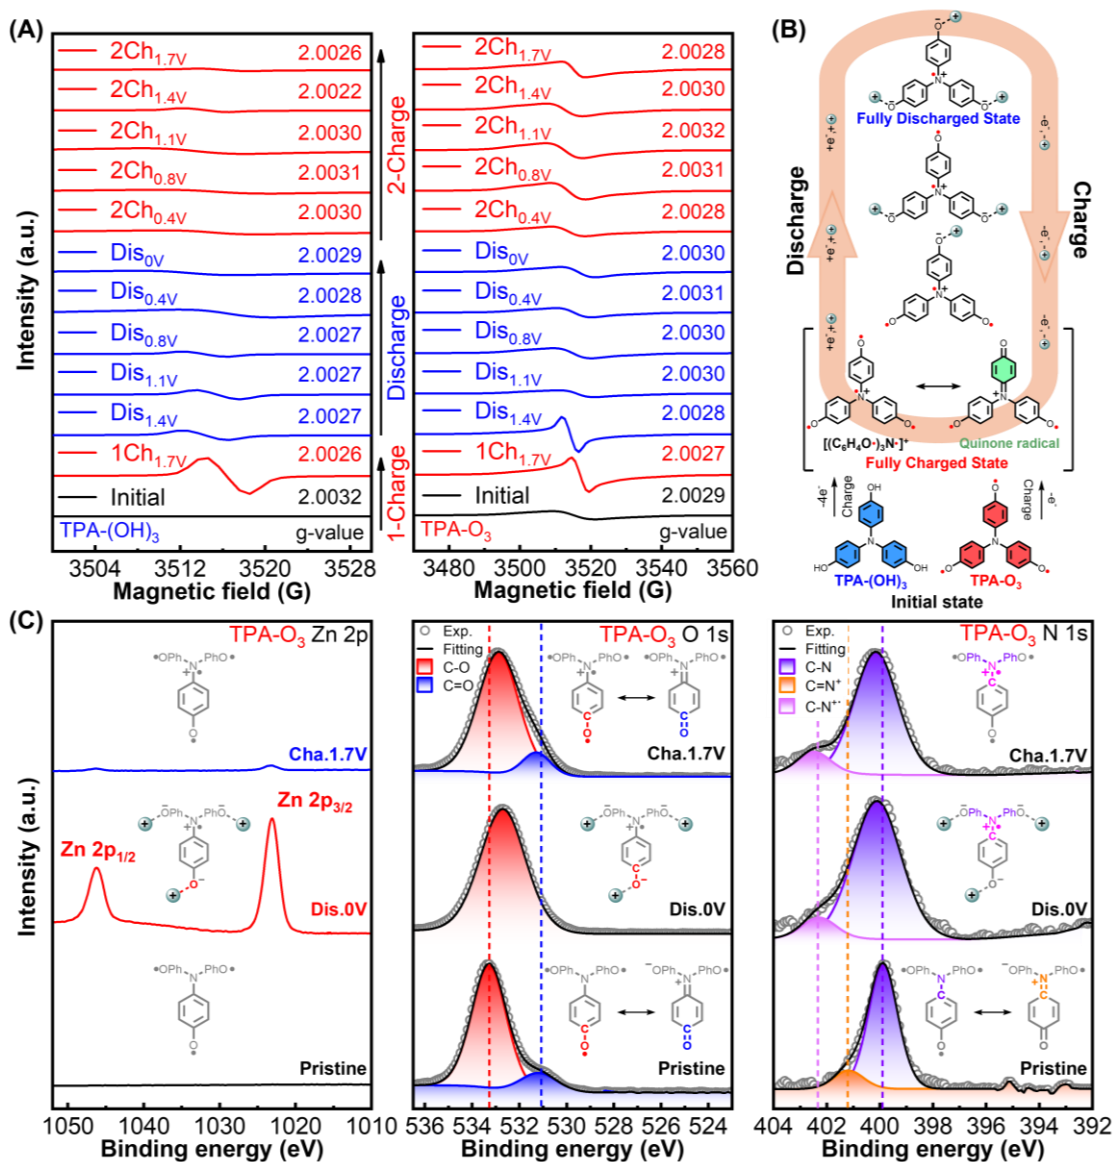 (A)
Intensity (a.u.)
2Ch1.7V 2.0026
2Ch1.4V 2.0022
2Ch1.1V 2.0030
2Ch0.8V 2.0031
2Ch0.4V 2.0030
Dis0V 2.0029
Dis0.4V 2.0028
Dis0.8V 2.0027
Dis1.1V 2.0027
Dis1.4V 2.0027
1Ch1.7V 2.0026
Initial 2.0032
TPA-(OH)3 g-value
3504 3512 3520 3528
Magnetic field (G)
2-Charge
Discharge
1-Charge
2Ch1.7V 2.0028
2Ch1.4V 2.0030
2Ch1.1V 2.0032
2Ch0.8V 2.0031
2Ch0.4V 2.0028
Dis0V 2.0030
Dis0.4V 2.0031
Dis0.8V 2.0030
Dis1.1V 2.0030
Dis1.4V 2.0028
1Ch1.7V 2.0027
Initial 2.0029
TPA-O3 g-value
3480 3500 3520 3540 3560
Magnetic field (G)
(B)
Fully Discharged State
Discharge
Charge
[(C6H4O•)3N•]+
Quinone radical
Fully Charged State
-4e-
Charge
Charge
-e-
OH
HO
OH
TPA-(OH)3
TPA-O3
Initial state
(C)
Intensity (a.u.)
TPA-O3 Zn 2p
•OPh PhO•
Cha.1.7V
Zn 2p3/2
Zn 2p1/2
Dis.0V
•OPh PhO•
Pristine
1050 1040 1030 1020 1010
Binding energy (eV)
TPA-O3 O 1s
Exp.
Fitting
C-O
C=O
Cha.1.7V
Dis.0V
Pristine
536 534 532 530 528 526 524
Binding energy (eV)
TPA-O3 N 1s
Exp.
Fitting
C-N
C=N+
C-N+•
Cha.1.7V
Dis.0V
Pristine
404 402 400 398 396 394 392
Binding energy (eV)